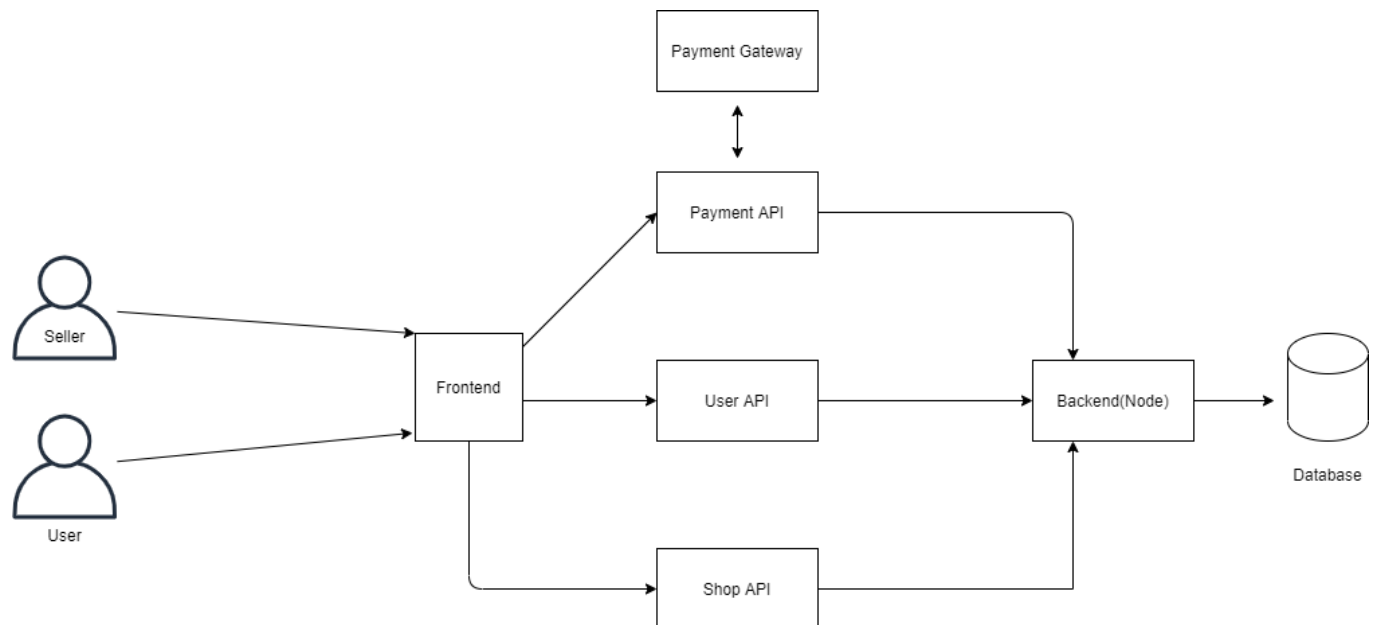 Payment Gateway
Payment API
Seller
Frontend
User API
Backend(Node)
Database
User
Shop API